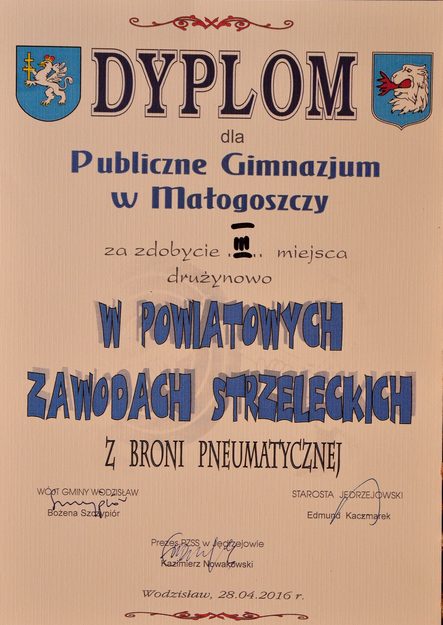 DYPLOM
dla
Publiczne Gimnazjum
w Małogoszczy
za zdobycie III miejsca
drużynowo
W POWIATOWYCH
ZAWODACH STRZELECKICH
Z BRONI PNEUMATYCZNEJ
WÓJT GMINY WODZISŁAW
Bożena Szczypiór
STAROSTA JĘDRZEJOWSKI
Edmund Kaczmarek
Prezes PZSS w Jędrzejowie
Kazimierz Nowakowski
Wodzisław, 28.04.2016 r.